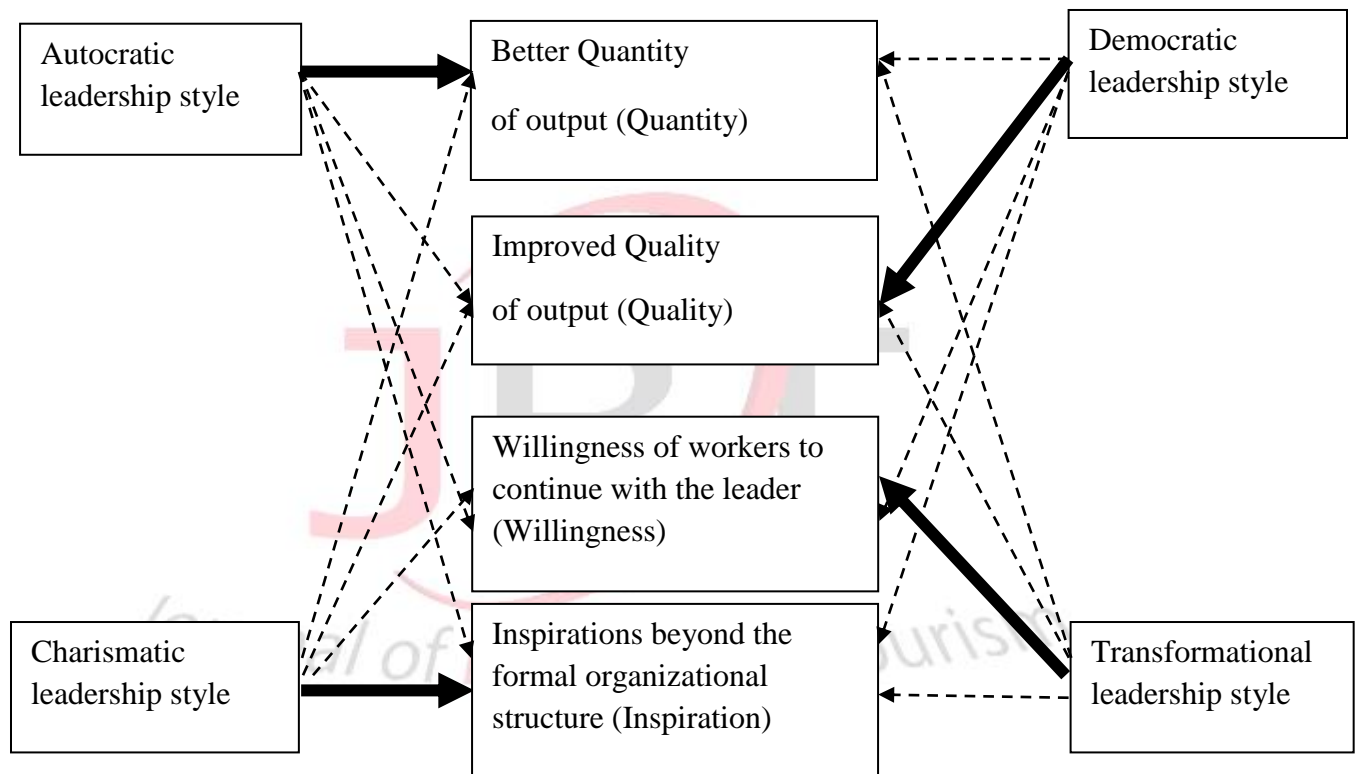 Autocratic
leadership style
Better Quantity
of output (Quantity)
Democratic
leadership style
Improved Quality
of output (Quality)
Willingness of workers to
continue with the leader
(Willingness)
Charismatic
leadership style
Inspirations beyond the
formal organizational
structure (Inspiration)
Transformational
leadership style